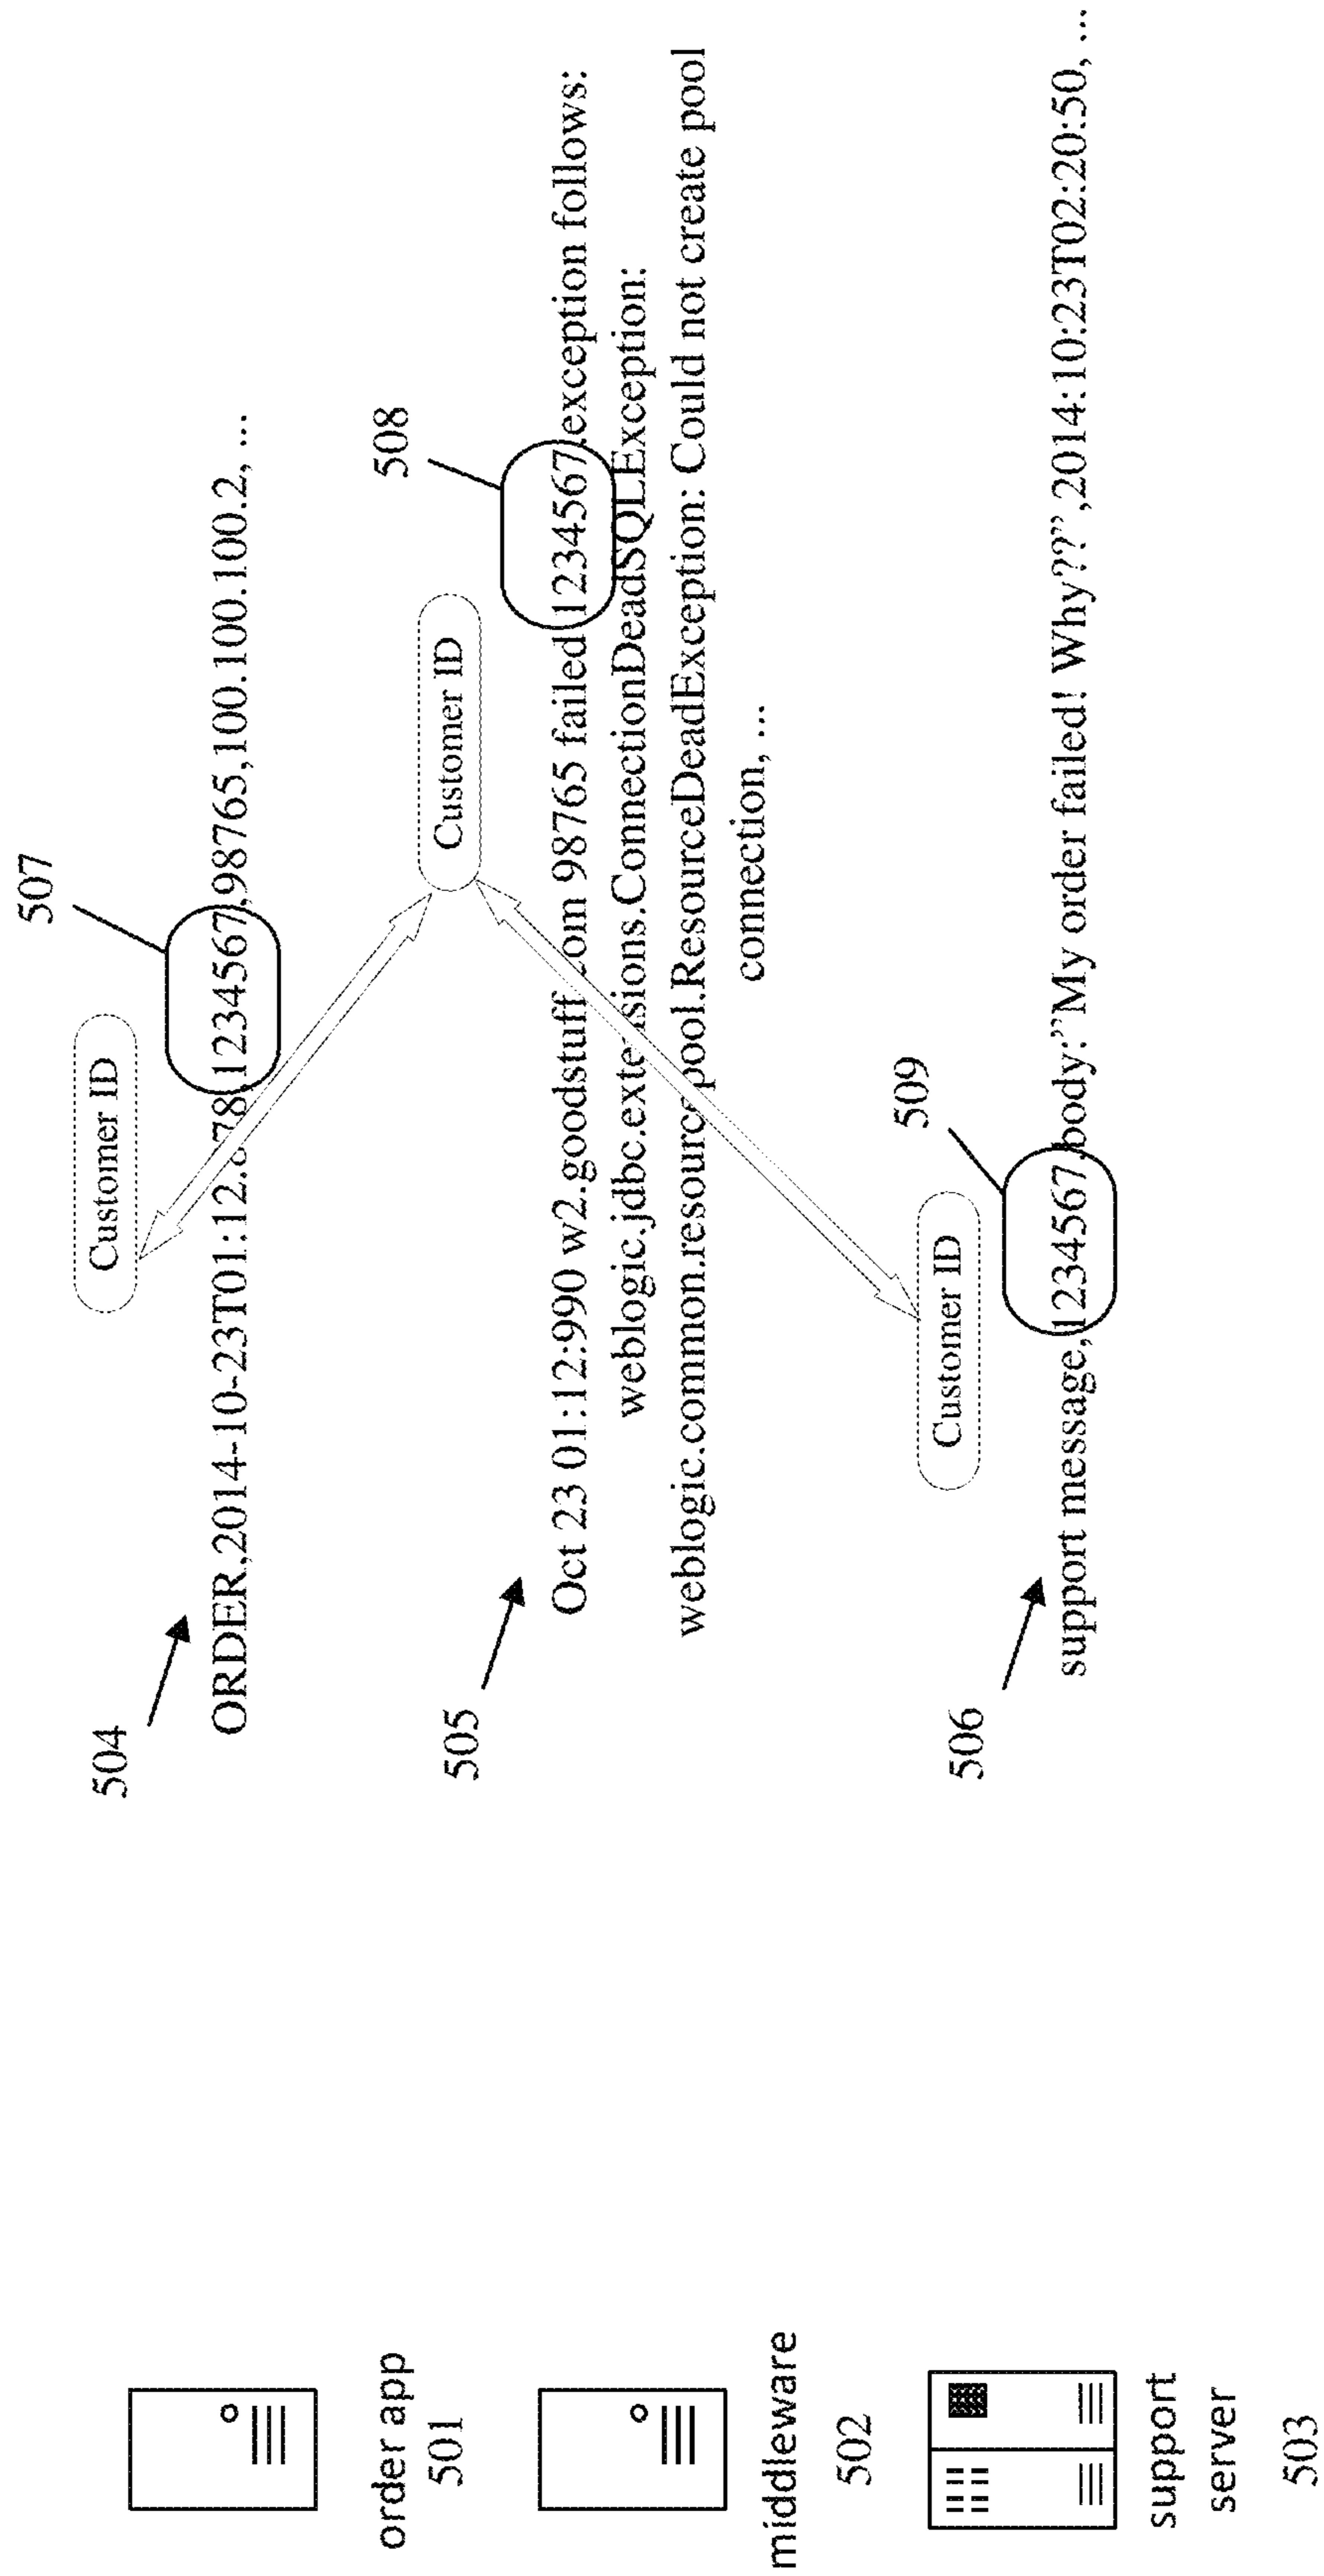 507
Customer ID
504
ORDER,2014-10-23T01:12.878,1234567,98765,100.100.100.2, ...
order app
501
508
Customer ID
505
Oct 23 01:12:990 w2.goodstuff.com 98765 failed 1234567.exception follows:
weblogic.jdbc.extensions.ConnectionDeadSQLException:
weblogic.common.resourcepool.ResourceDeadException: Could not create pool
connection, ...
middleware
502
509
Customer ID
506
support message,1234567,body:”My order failed! Why??”,2014:10:23T02:20:50, ...
support
server
503